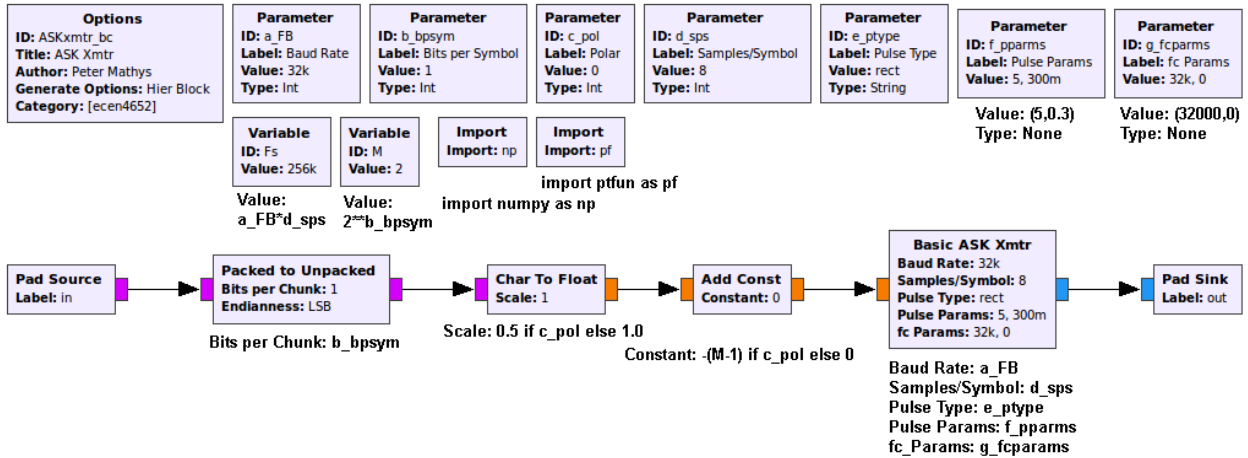 Options
ID: ASKxmtr_bc
Title: ASK Xmtr
Author: Peter Mathys
Generate Options: Hier Block
Category: [ecen4652]
Parameter
ID: a_FB
Label: Baud Rate
Value: 32k
Type: Int
Parameter
ID: b_bpsym
Label: Bits per Symbol
Value: 1
Type: Int
Parameter
ID: c_pol
Label: Polar
Value: 0
Type: Int
Parameter
ID: d_sps
Label: Samples/Symbol
Value: 8
Type: Int
Parameter
ID: e_ptype
Label: Pulse Type
Value: rect
Type: String
Parameter
ID: f_pparms
Label: Pulse Params
Value: 5, 300m
Value: (5,0.3)
Type: None
Parameter
ID: g_fcparms
Label: fc Params
Value: 32k, 0
Value: (32000,0)
Type: None
Variable
ID: Fs
Value: 256k
Value:
a_FB*d_sps
Variable
ID: M
Value: 2
Value:
2**b_bpsym
Import
Import: np
import numpy as np
Import
Import: pf
import ptfun as pf
Pad Source
Label: in
Packed to Unpacked
Bits per Chunk: 1
Endianness: LSB
Bits per Chunk: b_bpsym
Char To Float
Scale: 1
Scale: 0.5 if c_pol else 1.0
Add Const
Constant: 0
Constant: -(M-1) if c_pol else 0
Basic ASK Xmtr
Baud Rate: 32k
Samples/Symbol: 8
Pulse Type: rect
Pulse Params: 5, 300m
fc Params: 32k, 0
Baud Rate: a_FB
Samples/Symbol: d_sps
Pulse Type: e_ptype
Pulse Params: f_pparms
fc_Params: g_fcparams
Pad Sink
Label: out